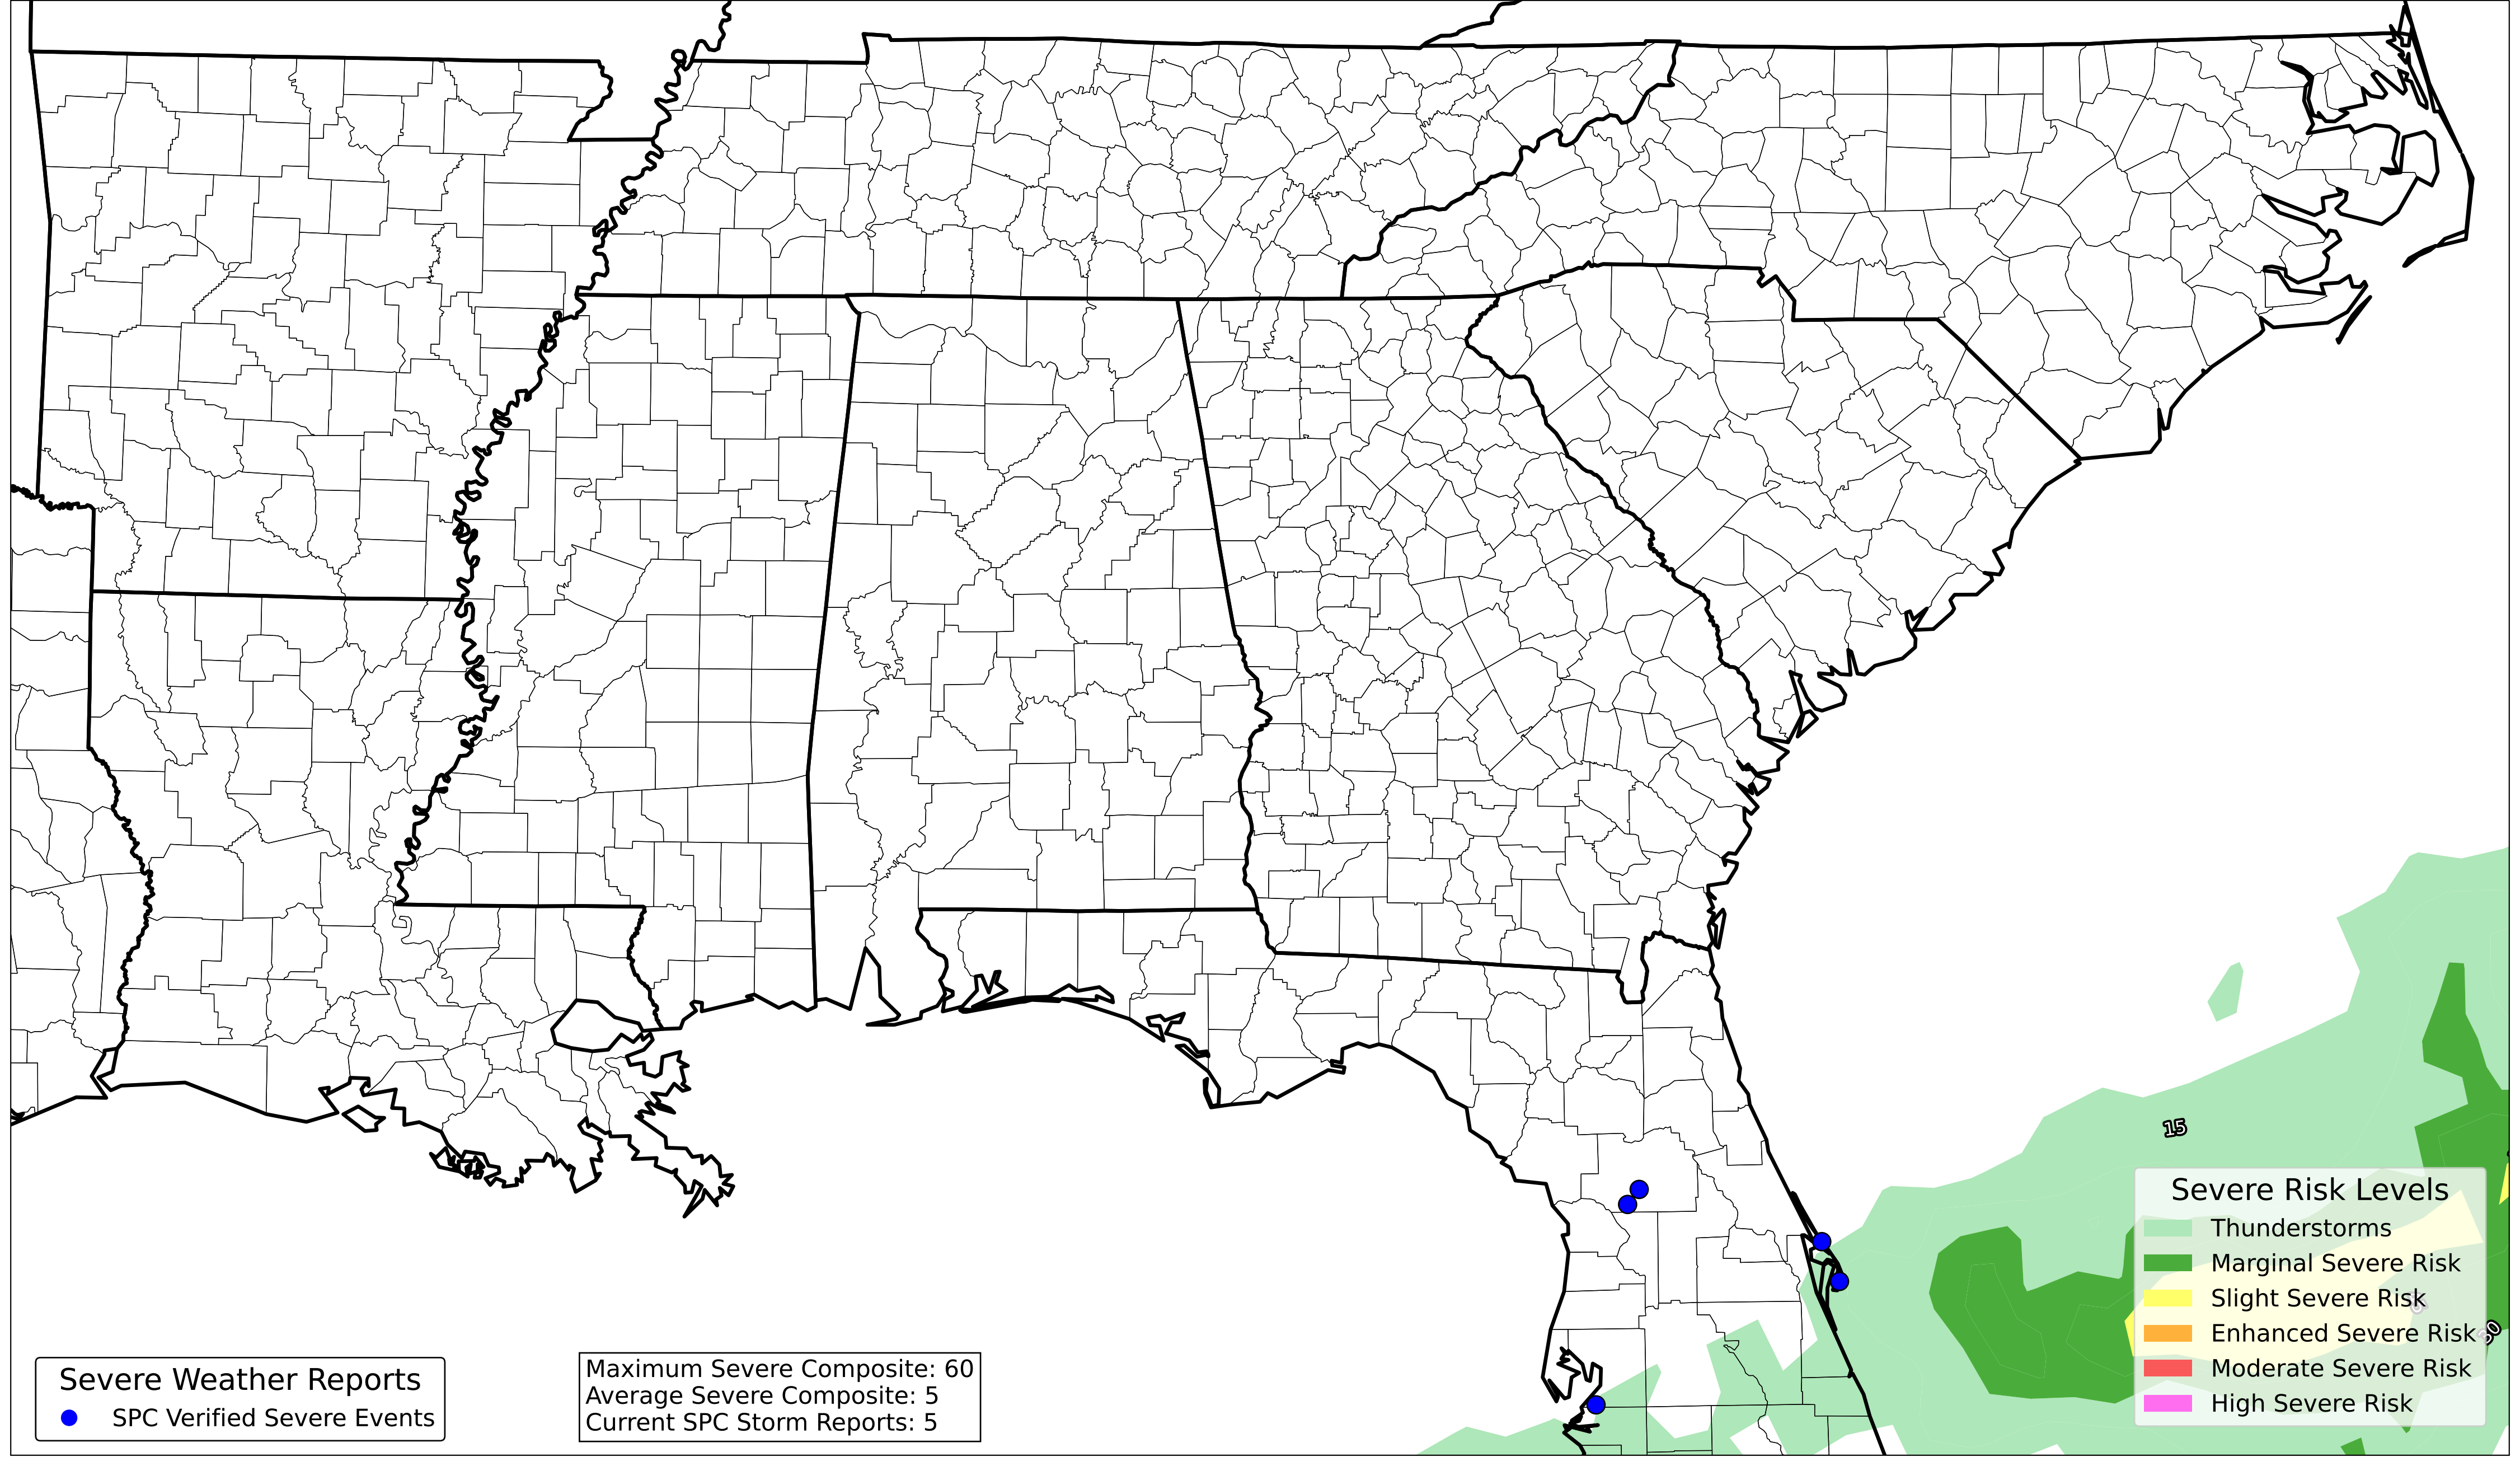 15
Severe Risk Levels
Thunderstorms
Marginal Severe Risk
Slight Severe Risk
Enhanced Severe Risk
Moderate Severe Risk
High Severe Risk
30
Severe Weather Reports
SPC Verified Severe Events
Maximum Severe Composite: 60
Average Severe Composite: 5
Current SPC Storm Reports: 5